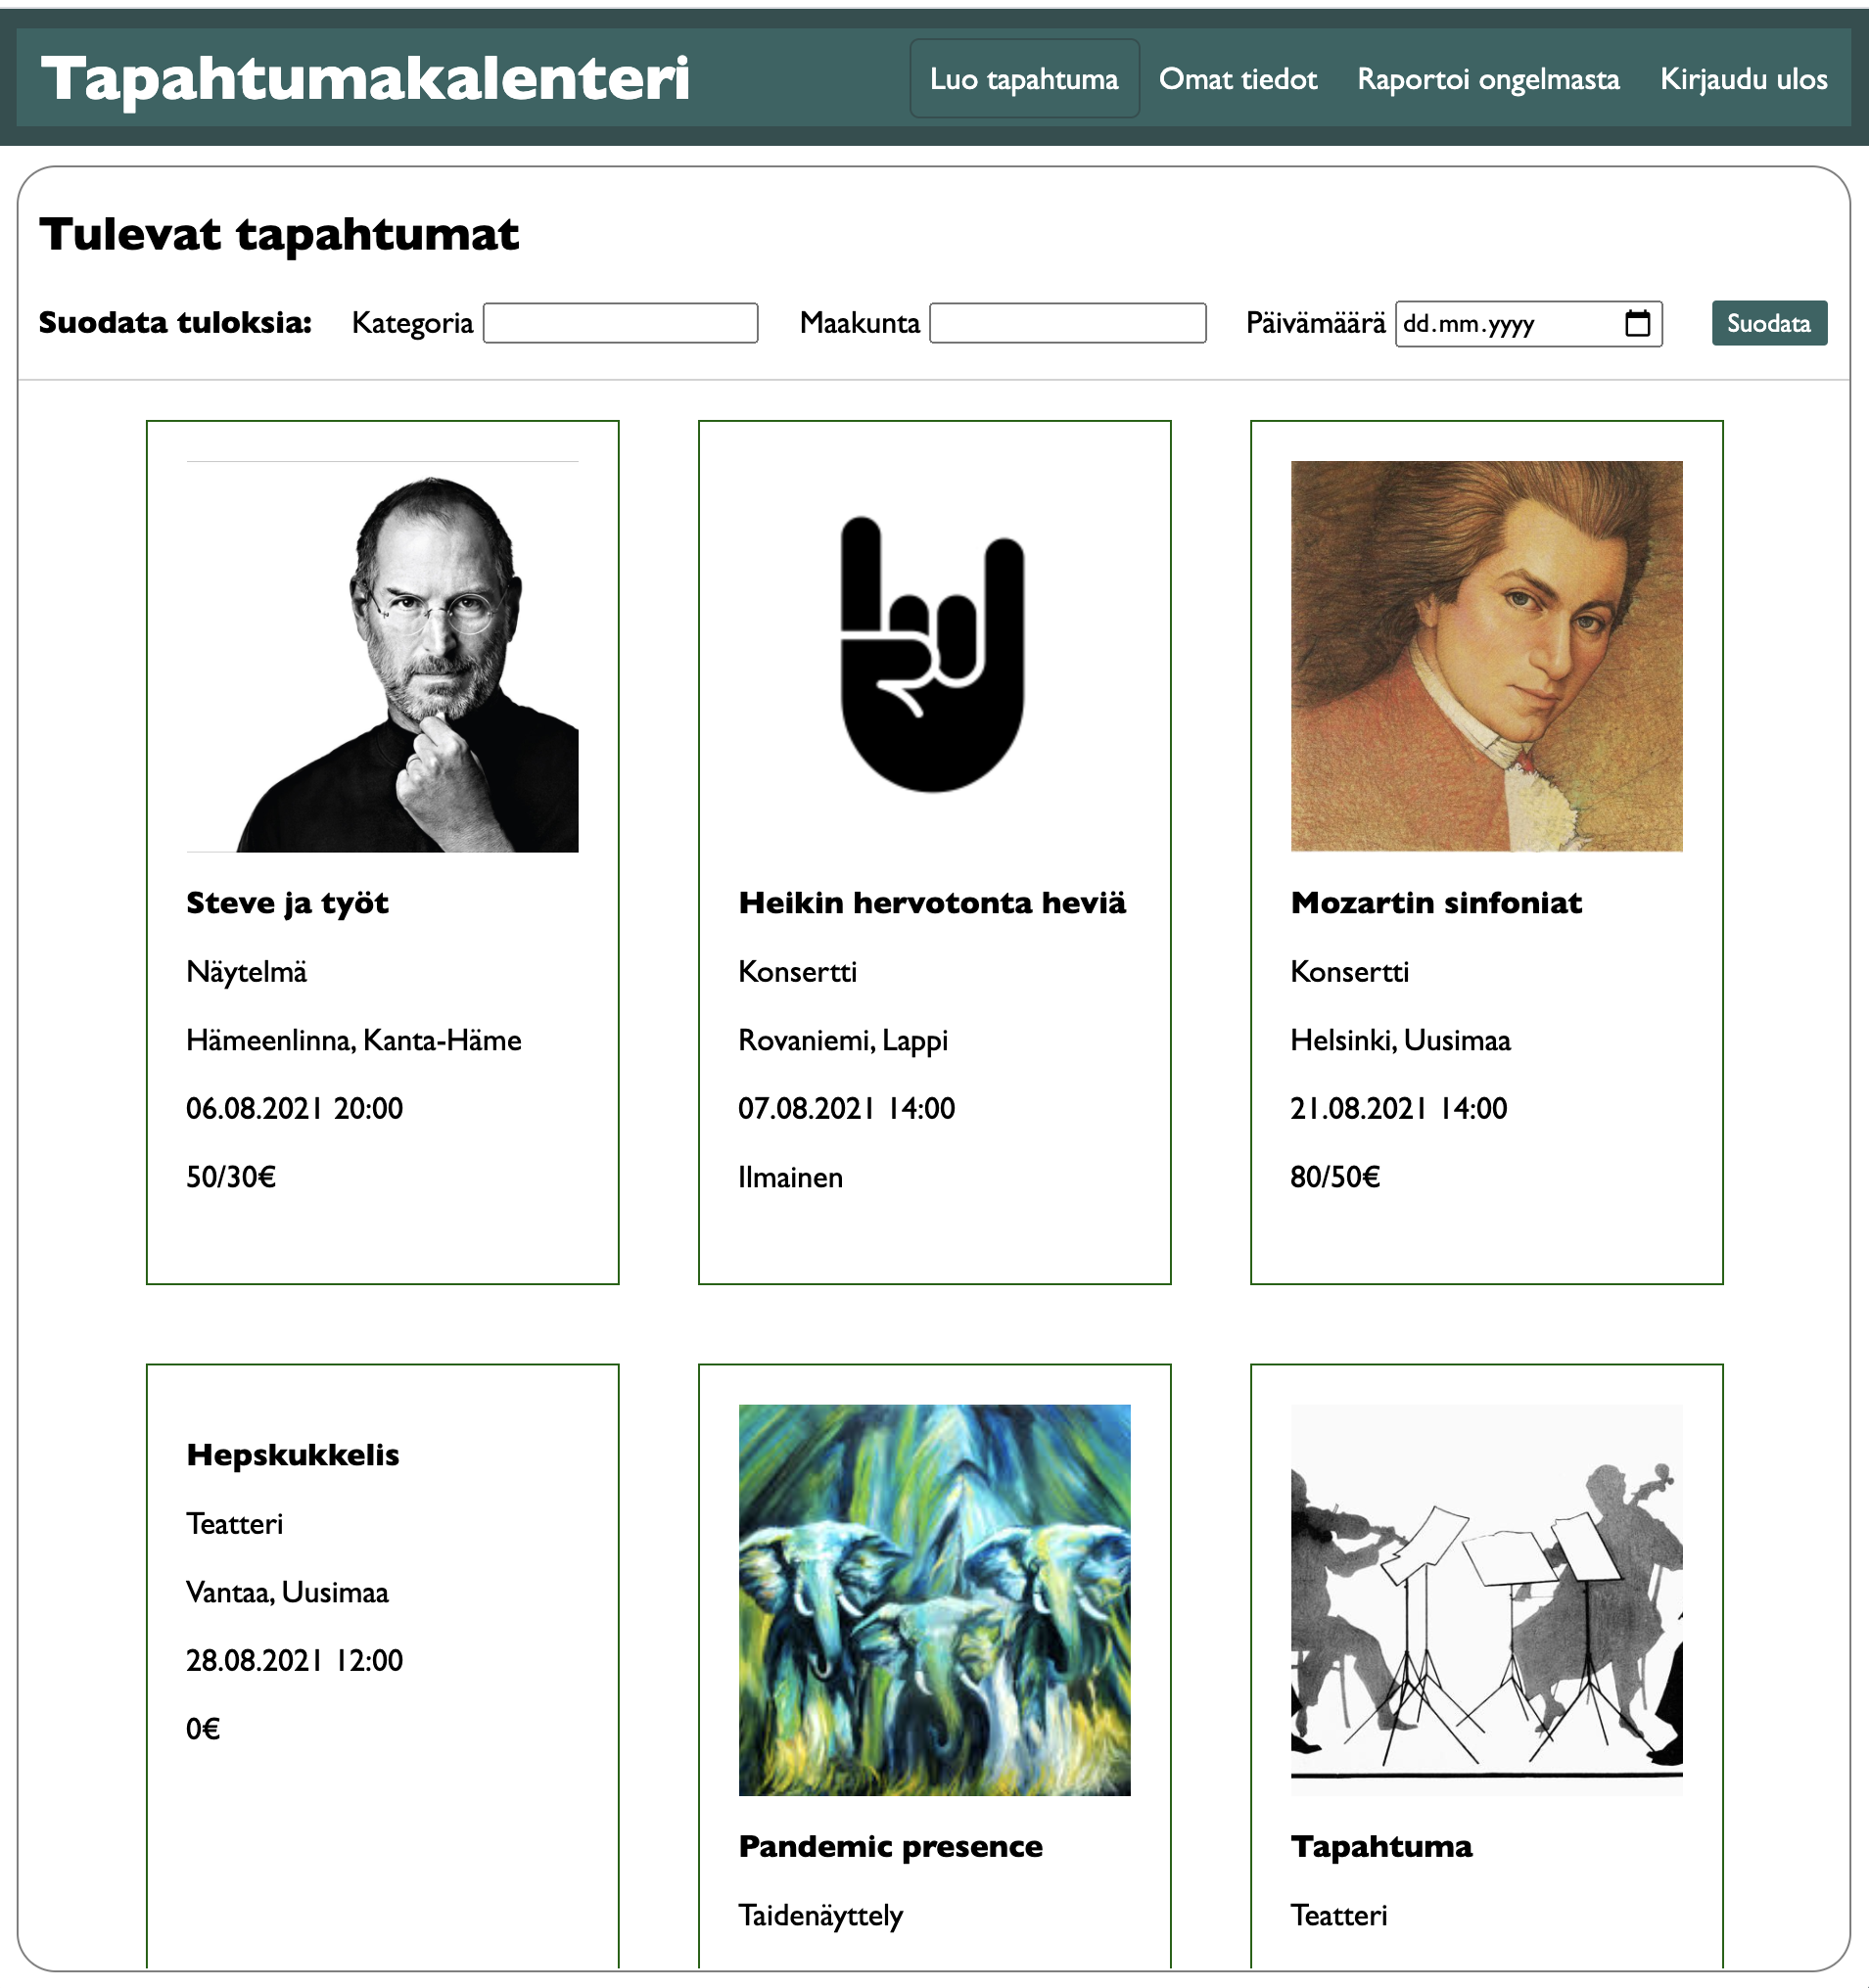 Tapahtumakalenteri
Luo tapahtuma Omat tiedot Raportoi ongelmasta Kirjaudu ulos
Tulevat tapahtumat
Suodata tuloksia: Kategoria Maakunta Päivämäärä dd.mm.yyyy Suodata
Steve ja työt
Näytelmä
Hämeenlinna, Kanta-Häme
06.08.2021 20:00
50/30€
Heikin hervotonta heviä
Konsertti
Rovaniemi, Lappi
07.08.2021 14:00
Ilmainen
Mozartin sinfoniat
Konsertti
Helsinki, Uusimaa
21.08.2021 14:00
80/50€
Hepskukkelis
Teatteri
Vantaa, Uusimaa
28.08.2021 12:00
0€
Pandemic presence
Taidenäyttely
Tapahtuma
Teatteri